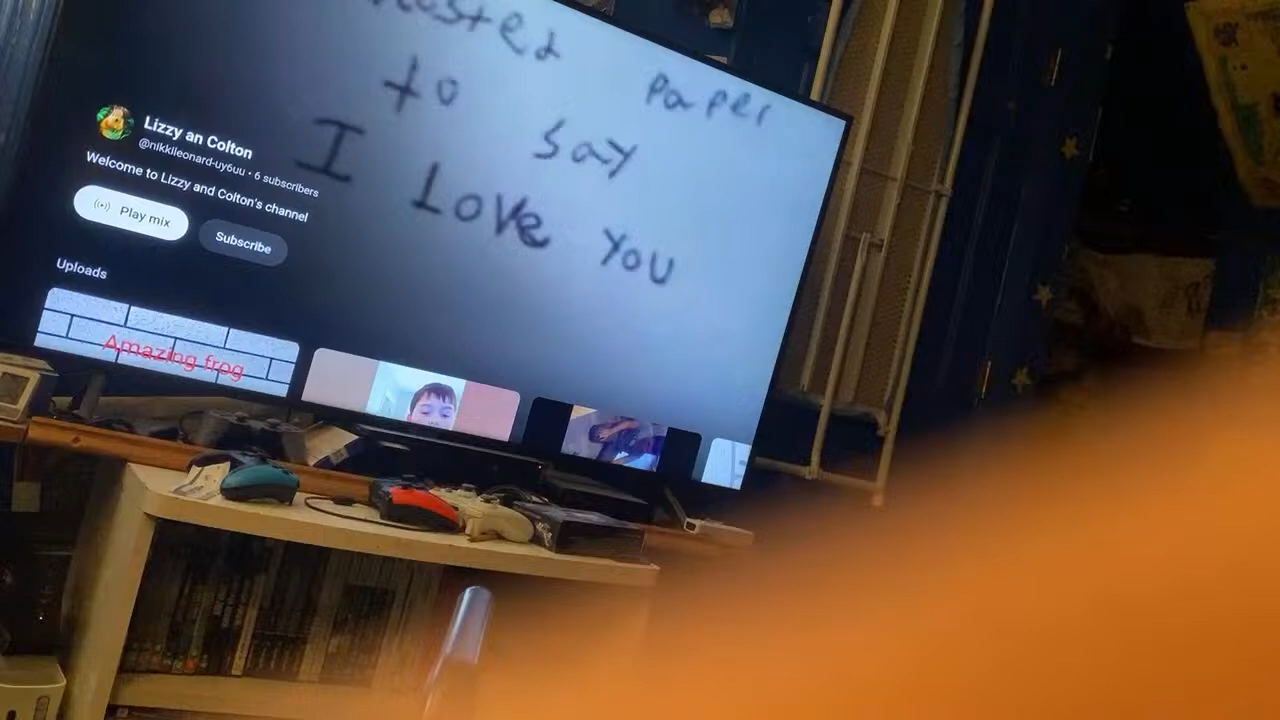 Paper
to say
I Love You
Lizzy an Colton
@nikkileonard-uy6uu • 6 subscribers
Welcome to Lizzy and Colton's channel
Play mix
Subscribe
Uploads
Amazing frog